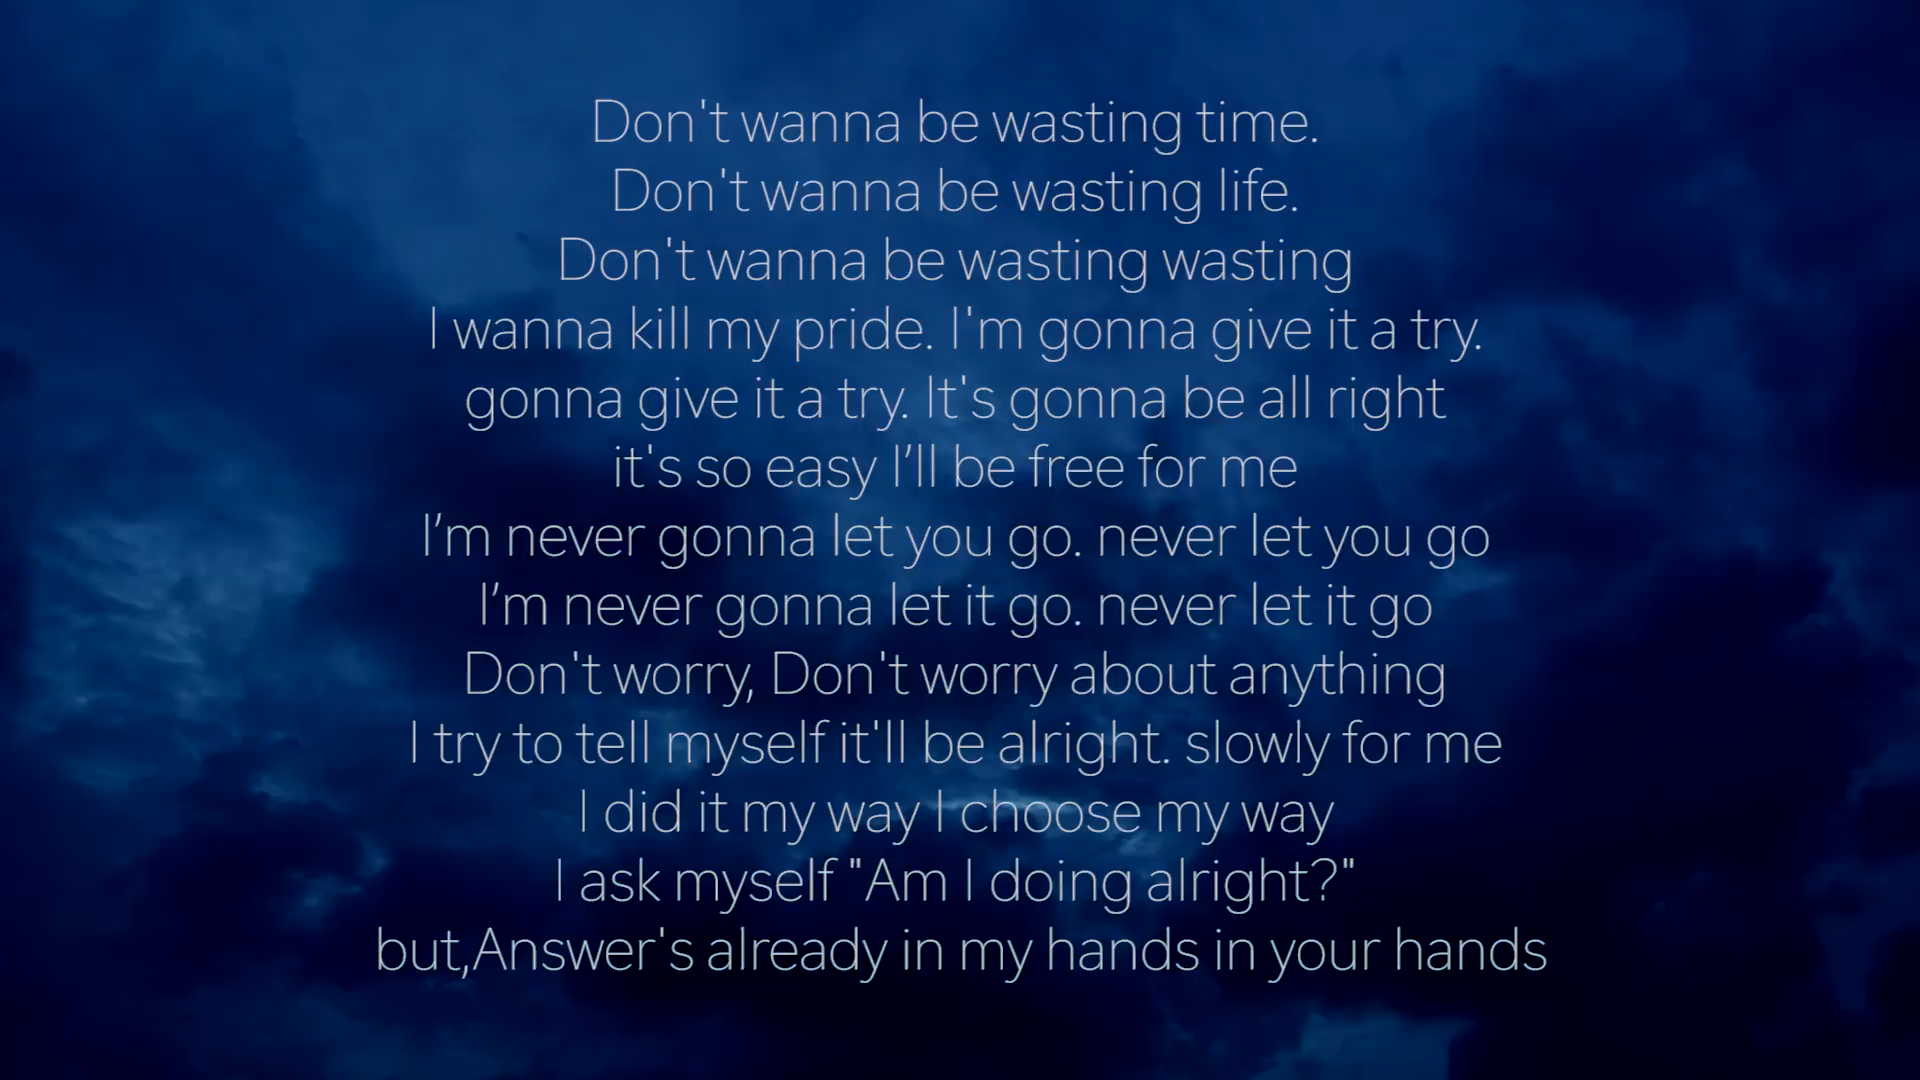 Don't wanna be wasting time.
Don't wanna be wasting life.
Don't wanna be wasting wasting
I wanna kill my pride. I'm gonna give it a try.
gonna give it a try. It's gonna be all right
it's so easy I’ll be free for me
I’m never gonna let you go. never let you go
I’m never gonna let it go. never let it go
Don't worry, Don't worry about anything
I try to tell myself it'll be alright. slowly for me
I did it my way I choose my way
I ask myself "Am I doing alright?"
but,Answer's already in my hands in your hands